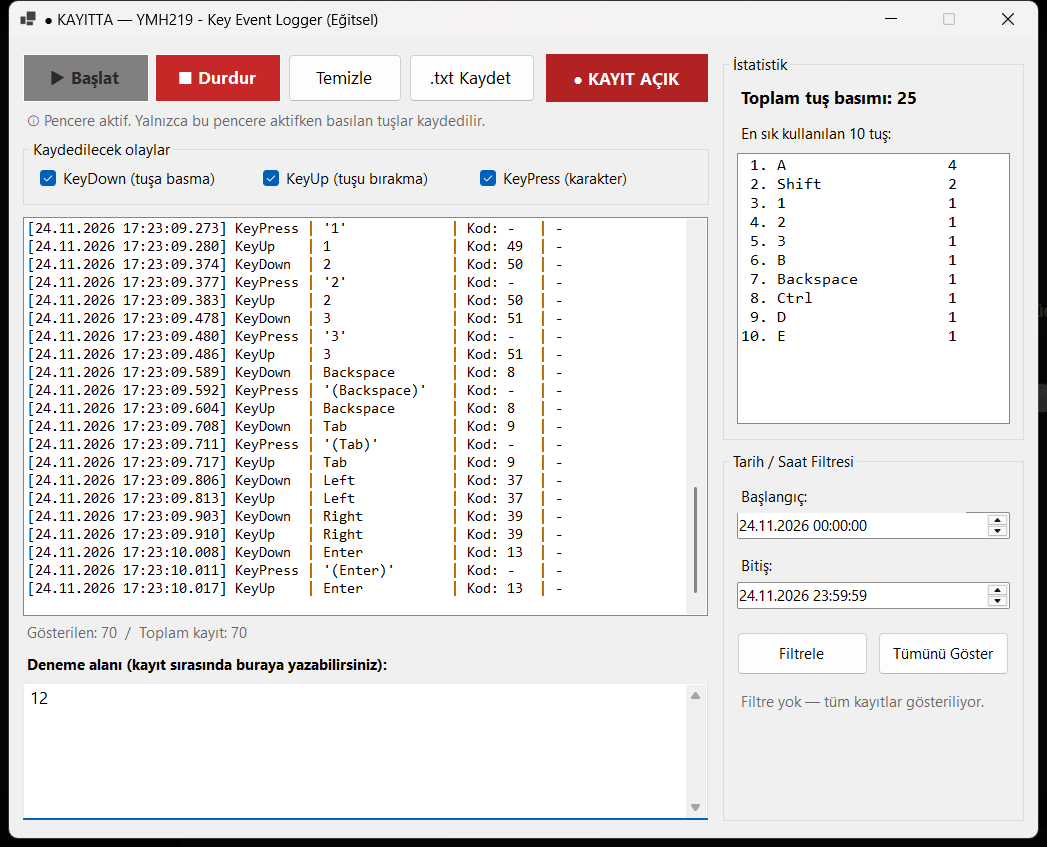 ● KAYITTA — YMH219 - Key Event Logger (Eğitsel)
▶ Başlat
■ Durdur
Temizle
.txt Kaydet
● KAYIT AÇIK
ⓘ Pencere aktif. Yalnızca bu pencere aktifken basılan tuşlar kaydedilir.
Kaydedilecek olaylar
KeyDown (tuşa basma)
KeyUp (tuşu bırakma)
KeyPress (karakter)
[24.11.2026 17:23:09.273] KeyPress | '1' | Kod: - | -
[24.11.2026 17:23:09.280] KeyUp | 1 | Kod: 49 | -
[24.11.2026 17:23:09.374] KeyDown | 2 | Kod: 50 | -
[24.11.2026 17:23:09.377] KeyPress | '2' | Kod: - | -
[24.11.2026 17:23:09.383] KeyUp | 2 | Kod: 50 | -
[24.11.2026 17:23:09.478] KeyDown | 3 | Kod: 51 | -
[24.11.2026 17:23:09.480] KeyPress | '3' | Kod: - | -
[24.11.2026 17:23:09.486] KeyUp | 3 | Kod: 51 | -
[24.11.2026 17:23:09.589] KeyDown | Backspace | Kod: 8 | -
[24.11.2026 17:23:09.592] KeyPress | '(Backspace)' | Kod: - | -
[24.11.2026 17:23:09.604] KeyUp | Backspace | Kod: 8 | -
[24.11.2026 17:23:09.708] KeyDown | Tab | Kod: 9 | -
[24.11.2026 17:23:09.711] KeyPress | '(Tab)' | Kod: - | -
[24.11.2026 17:23:09.717] KeyUp | Tab | Kod: 9 | -
[24.11.2026 17:23:09.806] KeyDown | Left | Kod: 37 | -
[24.11.2026 17:23:09.813] KeyUp | Left | Kod: 37 | -
[24.11.2026 17:23:09.903] KeyDown | Right | Kod: 39 | -
[24.11.2026 17:23:09.910] KeyUp | Right | Kod: 39 | -
[24.11.2026 17:23:10.008] KeyDown | Enter | Kod: 13 | -
[24.11.2026 17:23:10.011] KeyPress | '(Enter)' | Kod: - | -
[24.11.2026 17:23:10.017] KeyUp | Enter | Kod: 13 | -
Gösterilen: 70 / Toplam kayıt: 70
Deneme alanı (kayıt sırasında buraya yazabilirsiniz):
12
İstatistik
Toplam tuş basımı: 25
En sık kullanılan 10 tuş:
1. A 4
2. Shift 2
3. 1 1
4. 2 1
5. 3 1
6. B 1
7. Backspace 1
8. Ctrl 1
9. D 1
10. E 1
Tarih / Saat Filtresi
Başlangıç:
24.11.2026 00:00:00
Bitiş:
24.11.2026 23:59:59
Filtrele
Tümünü Göster
Filtre yok — tüm kayıtlar gösteriliyor.